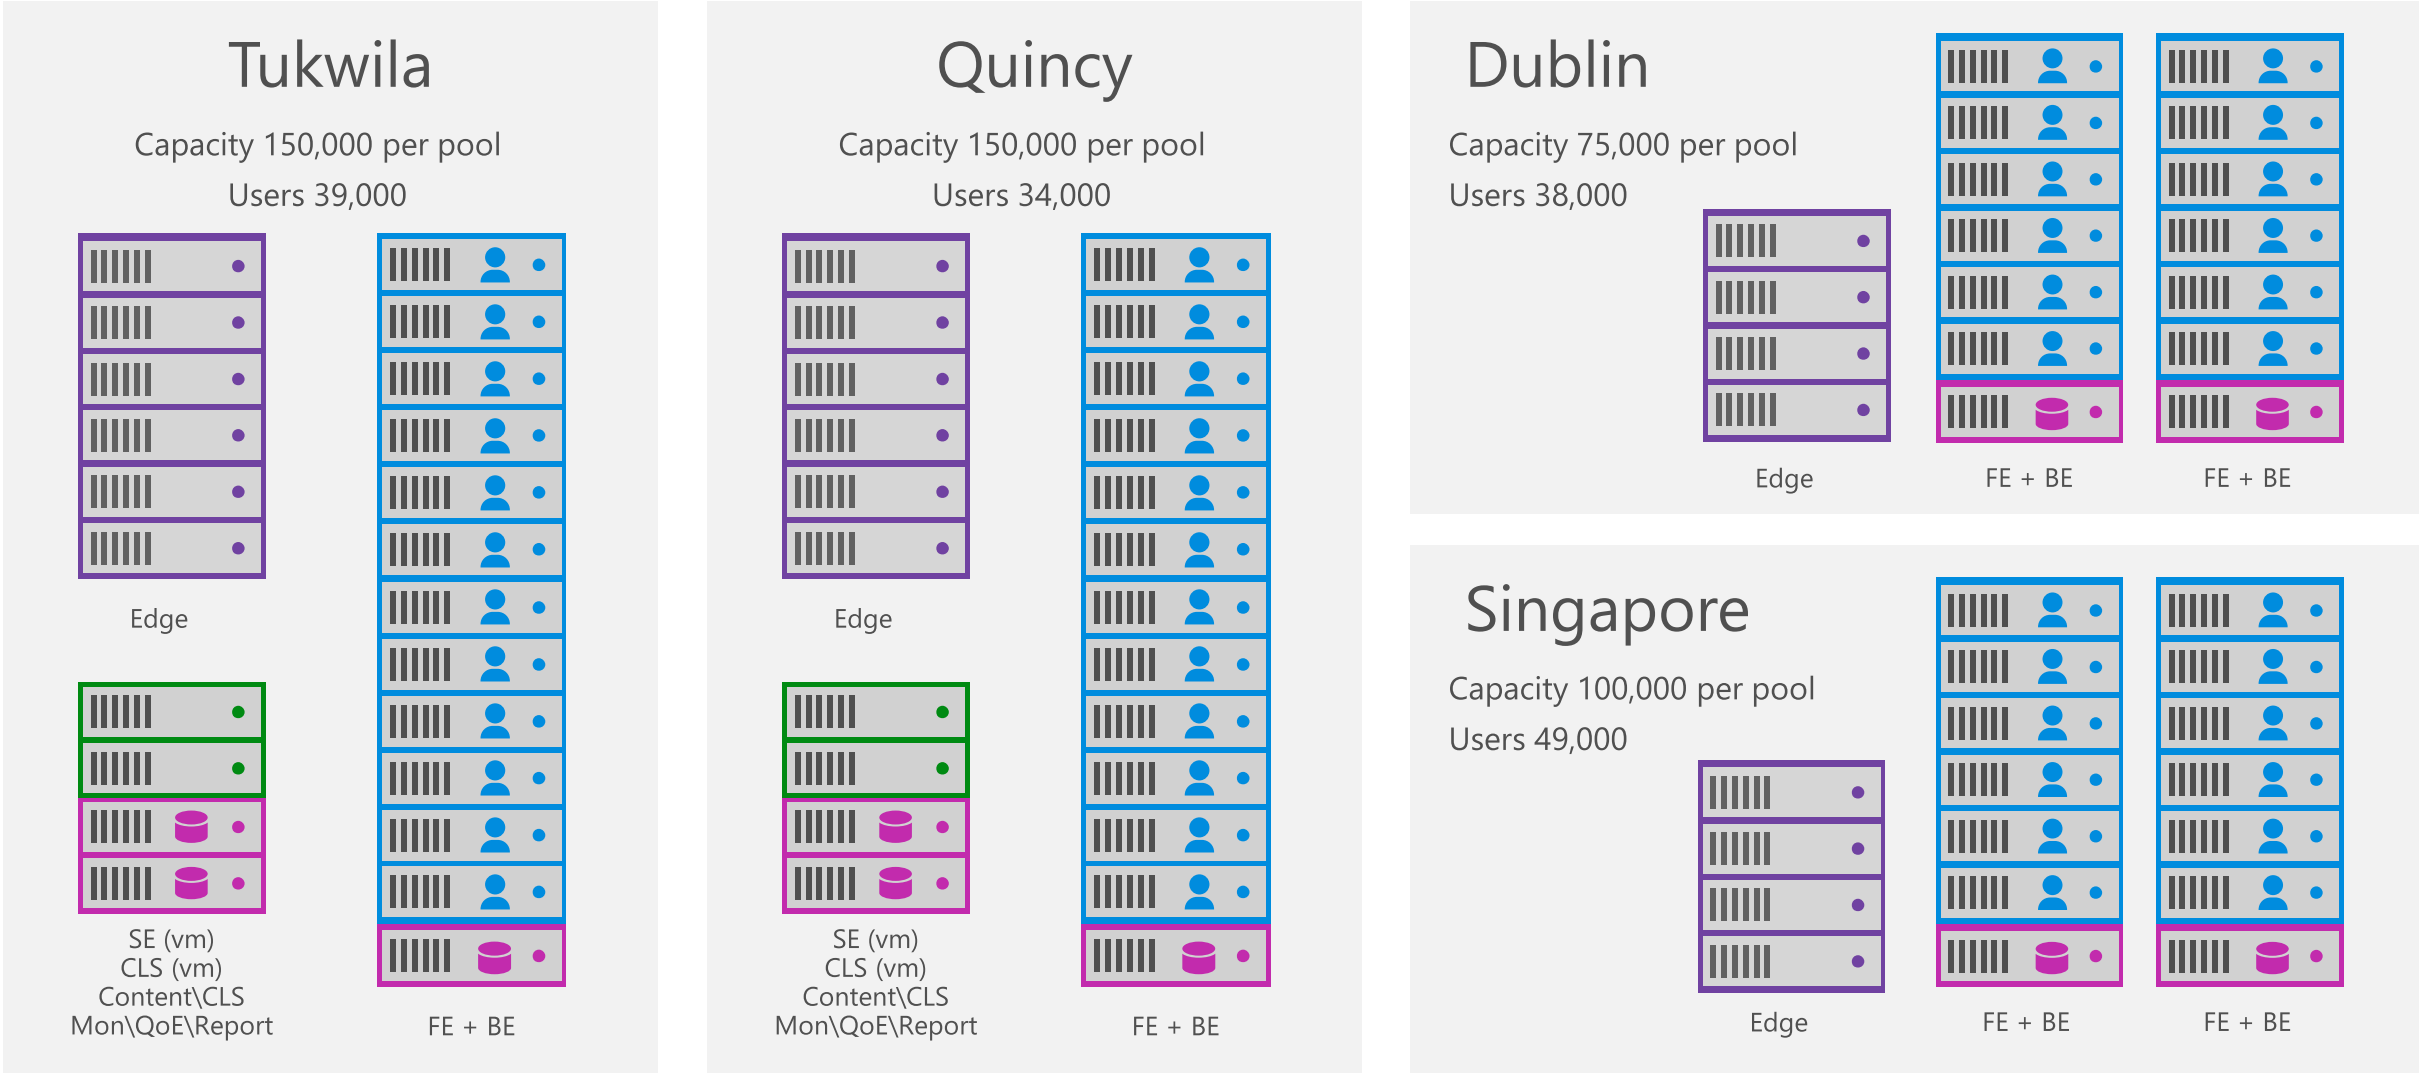 Tukwila
Capacity 150,000 per pool
Users 39,000
Edge
SE (vm)
CLS (vm)
Content\CLS
Mon\QoE\Report
FE + BE
Quincy
Capacity 150,000 per pool
Users 34,000
Edge
SE (vm)
CLS (vm)
Content\CLS
Mon\QoE\Report
FE + BE
Dublin
Capacity 75,000 per pool
Users 38,000
Edge
FE + BE
FE + BE
Singapore
Capacity 100,000 per pool
Users 49,000
Edge
FE + BE
FE + BE